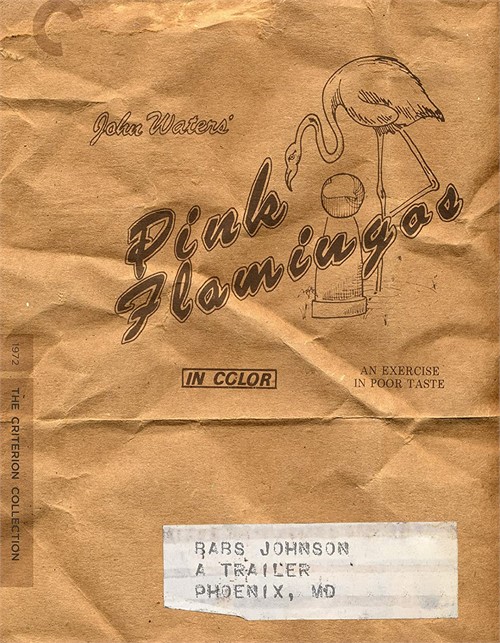 John Waters'
Pink
Flamingos
IN COLOR
AN EXERCISE
IN POOR TASTE
1972 THE CRITERION COLLECTION
BABS JOHNSON
A TRAILER
PHOENIX, MD